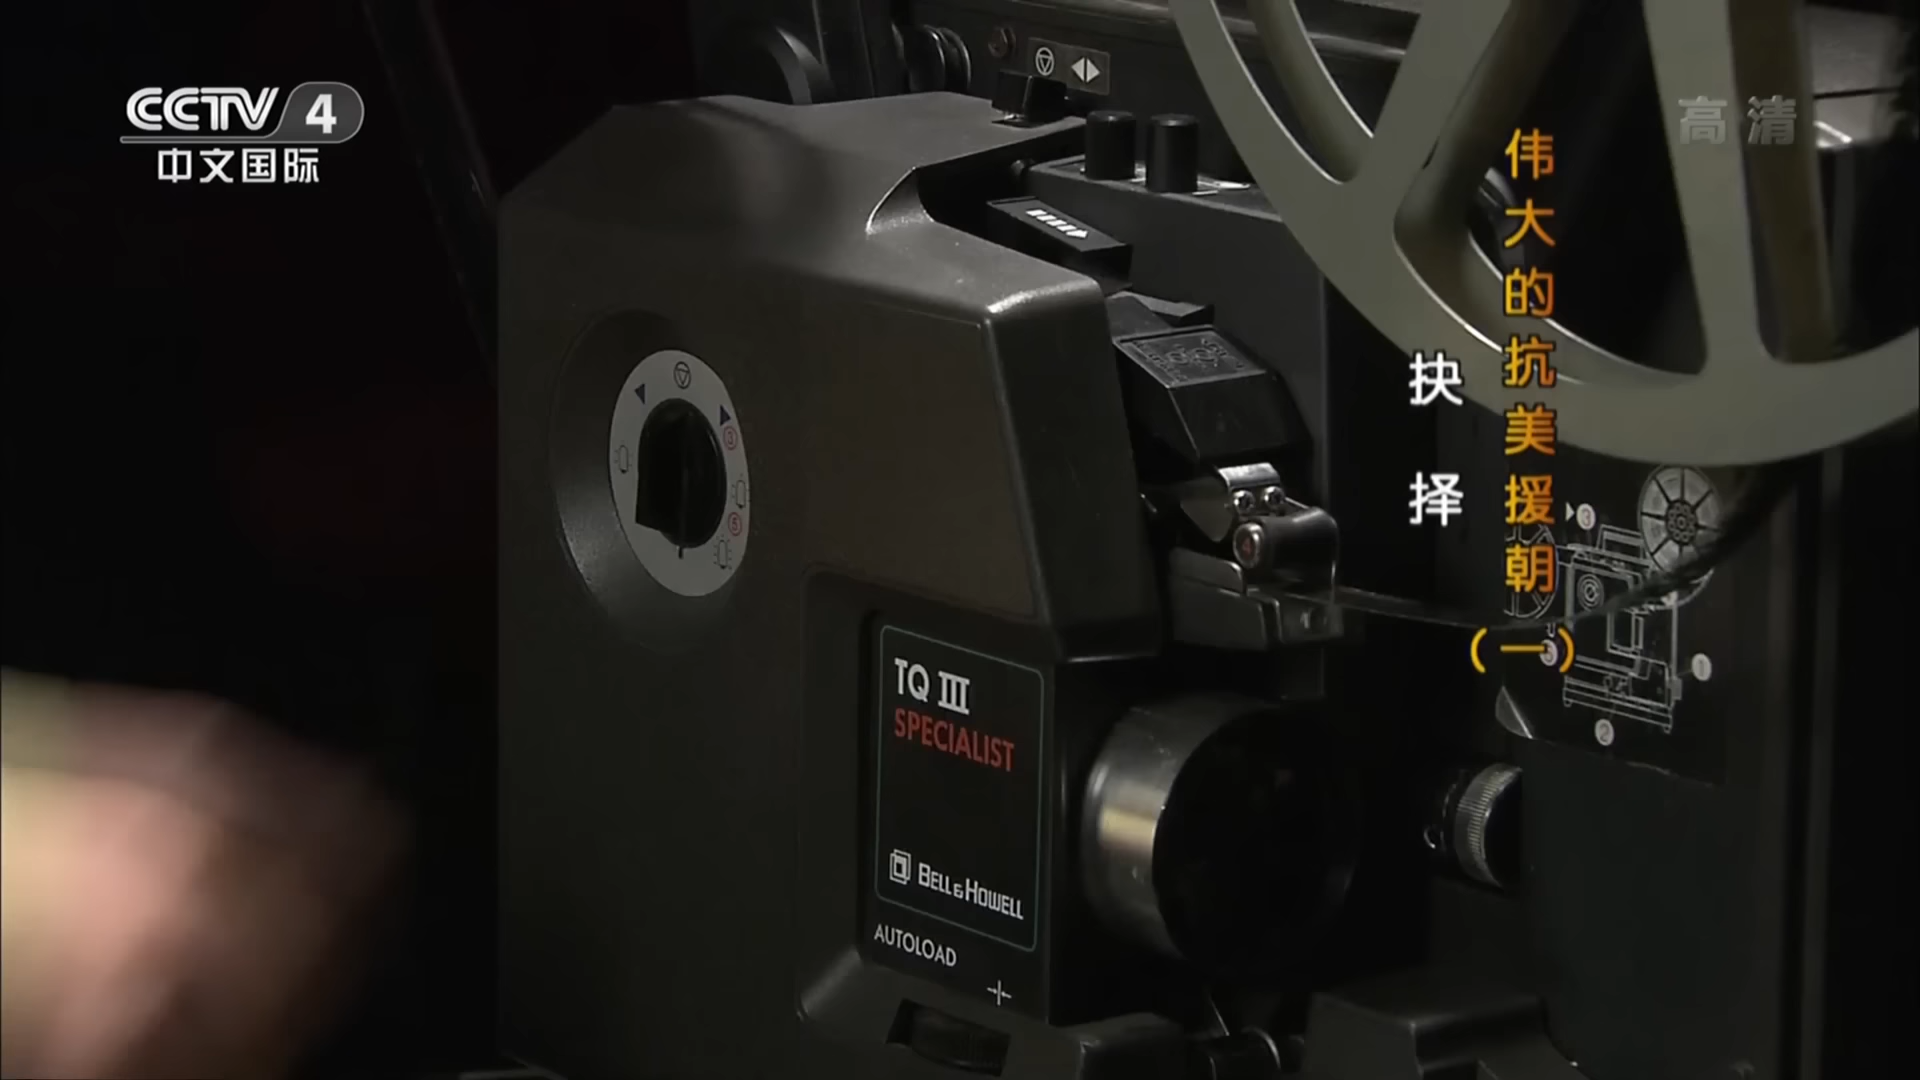 CCTV 4
中文国际
高清
伟大的抗美援朝
(一)
抉择
TQ III
SPECIALIST
BELL & HOWELL
AUTOLOAD